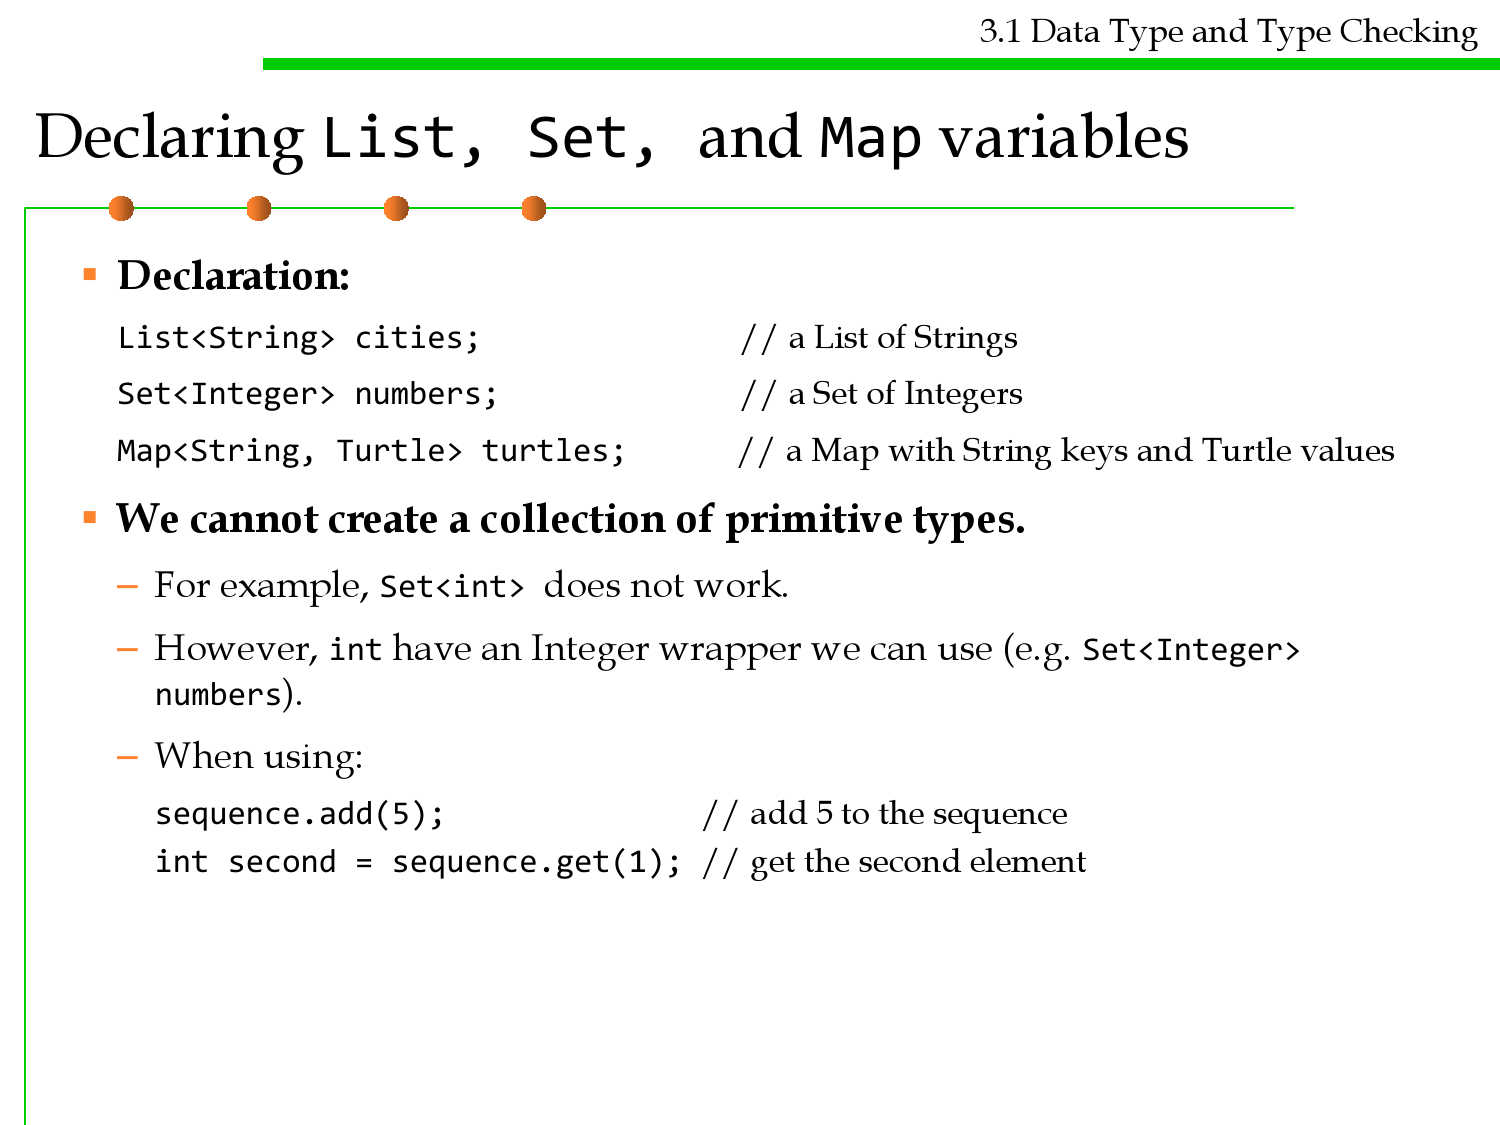 3.1 Data Type and Type Checking
Declaring List, Set, and Map variables
▪ Declaration:
List<String> cities; // a List of Strings
Set<Integer> numbers; // a Set of Integers
Map<String, Turtle> turtles; // a Map with String keys and Turtle values
▪ We cannot create a collection of primitive types.
– For example, Set<int> does not work.
– However, int have an Integer wrapper we can use (e.g. Set<Integer>
numbers).
– When using:
sequence.add(5); // add 5 to the sequence
int second = sequence.get(1); // get the second element